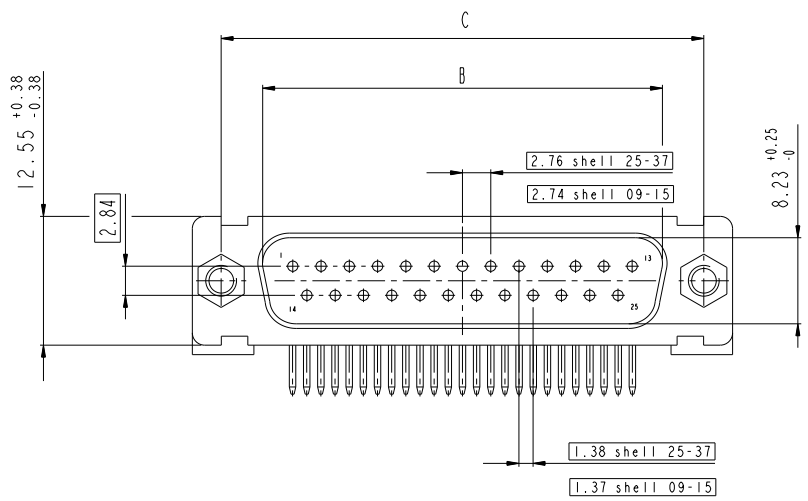 C
B
12.55 +0.38 -0.38
2.76 shell 25-37
2.74 shell 09-15
8.23 +0.25 -0
2.84
1
13
14
25
1.38 shell 25-37
1.37 shell 09-15